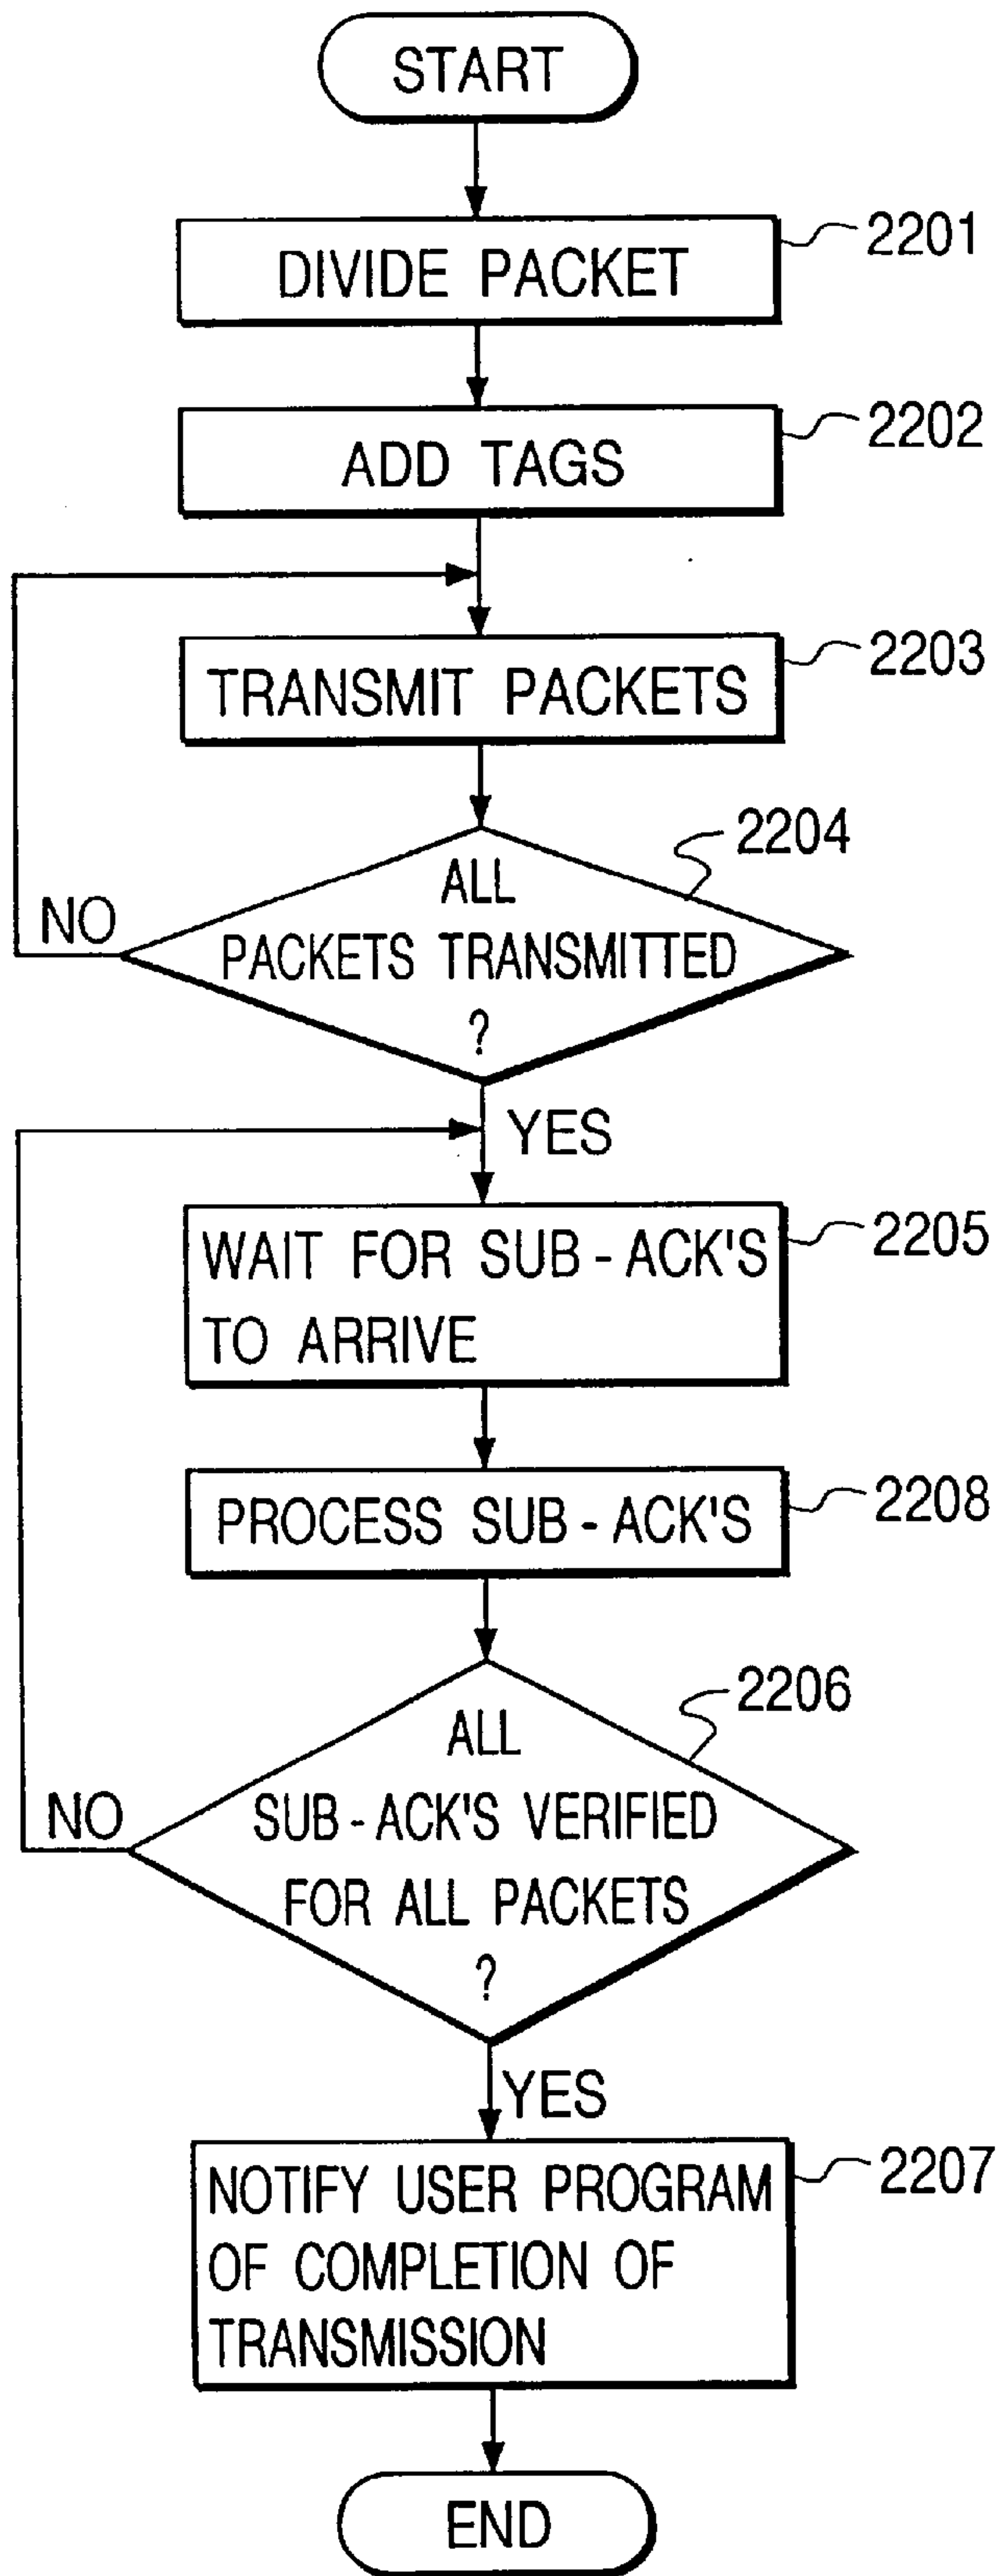 START
DIVIDE PACKET
2201
ADD TAGS
2202
TRANSMIT PACKETS
2203
2204
ALL
PACKETS TRANSMITTED
?
NO
YES
WAIT FOR SUB-ACK'S
TO ARRIVE
2205
PROCESS SUB-ACK'S
2208
2206
ALL
SUB-ACK'S VERIFIED
FOR ALL PACKETS
?
NO
YES
NOTIFY USER PROGRAM
OF COMPLETION OF
TRANSMISSION
2207
END